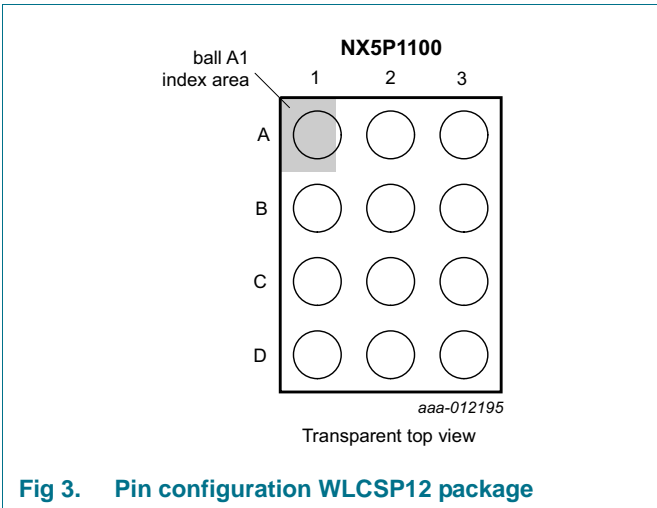 NX5P1100
ball A1
index area
1 2 3
A
B
C
D
aaa-012195
Transparent top view
Fig 3. Pin configuration WLCSP12 package